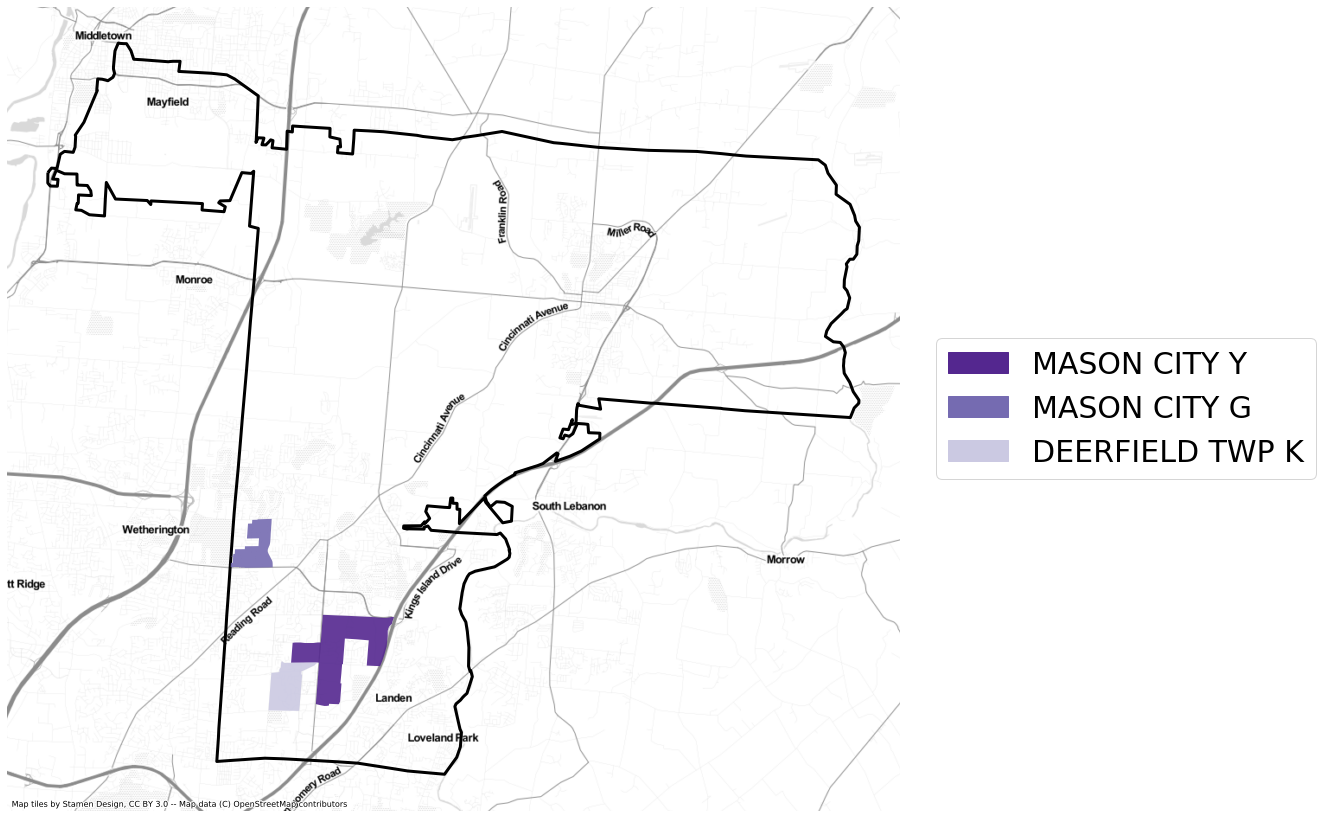 Middletown
Mayfield
Franklin Road
Miller Road
Monroe
Cincinnati Avenue
MASON CITY Y
Cincinnati Avenue
MASON CITY G
DEERFIELD TWP K
South Lebanon
Wetherington
Morrow
tt Ridge
Kings Island Drive
Reading Road
Landen
Loveland Park
omery Road
Map tiles by Stamen Design, CC BY 3.0 -- Map data (C) OpenStreetMap contributors